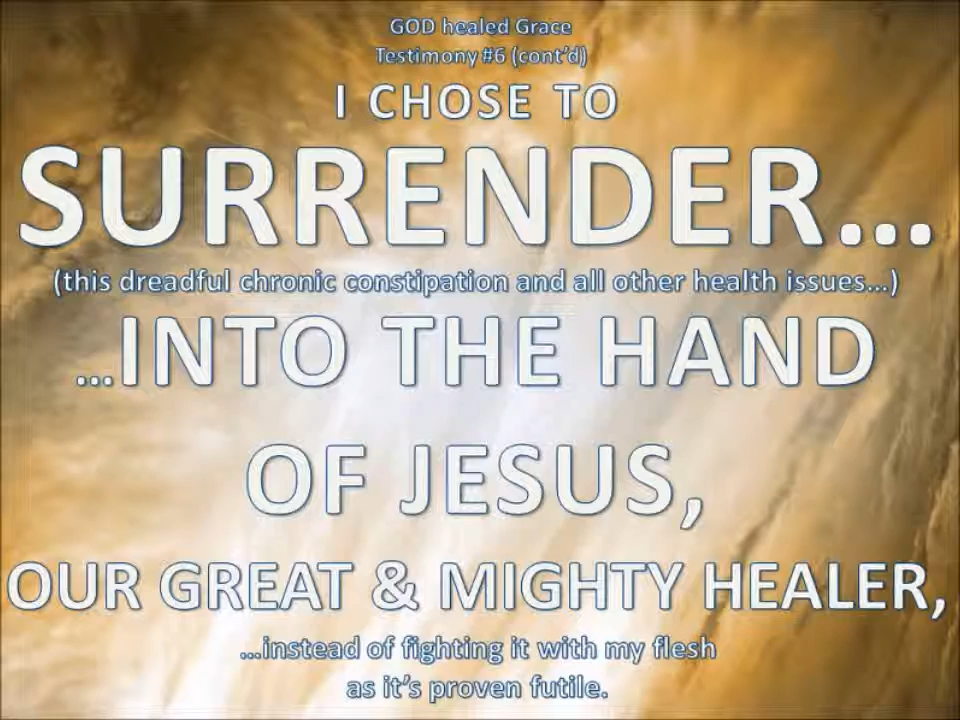 GOD healed Grace
Testimony #6 (cont’d)
I CHOSE TO
SURRENDER...
(this dreadful chronic constipation and all other health issues...)
...INTO THE HAND
OF JESUS,
OUR GREAT & MIGHTY HEALER,
...instead of fighting it with my flesh
as it’s proven futile.